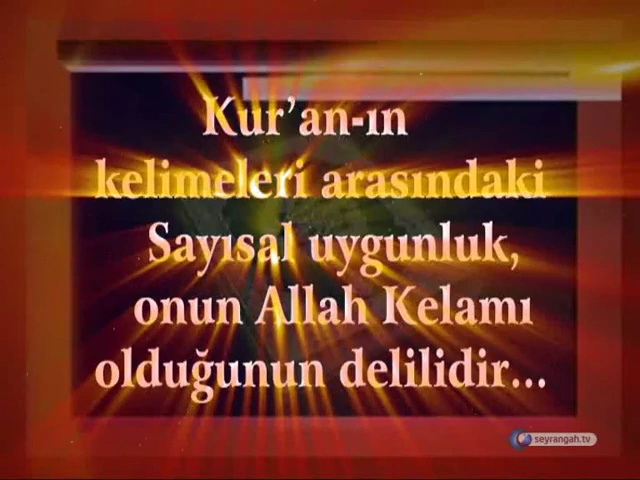 Kur'an-ın
kelimeleri arasındaki
Sayısal uygunluk,
onun Allah Kelamı
olduğunun delilidir...
seyrangah.tv